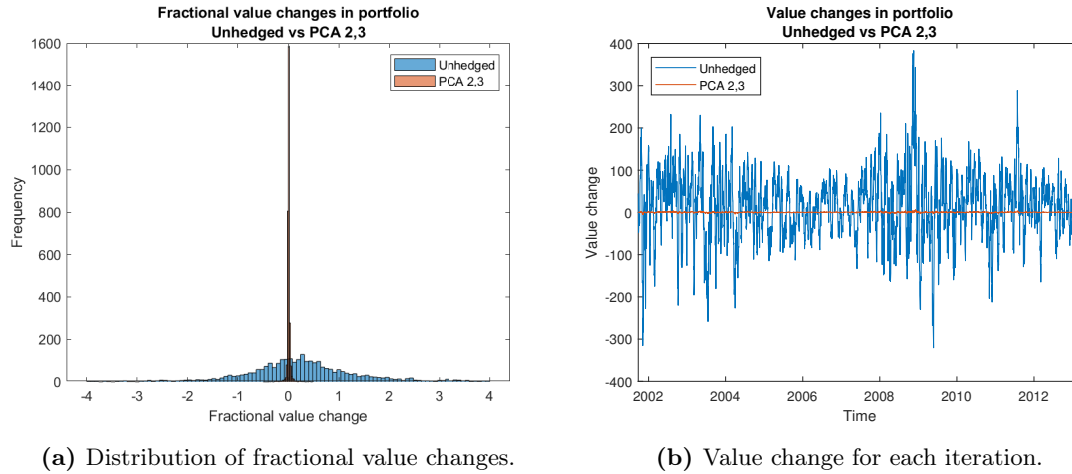 Fractional value changes in portfolio
Unhedged vs PCA 2,3
1600
1400
1200
1000
800
600
400
200
0
Frequency
Unhedged
PCA 2,3
-4 -3 -2 -1 0 1 2 3 4
Fractional value change
(a) Distribution of fractional value changes.
Value changes in portfolio
Unhedged vs PCA 2,3
400
300
200
100
0
-100
-200
-300
-400
Value change
Unhedged
PCA 2,3
2002 2004 2006 2008 2010 2012
Time
(b) Value change for each iteration.